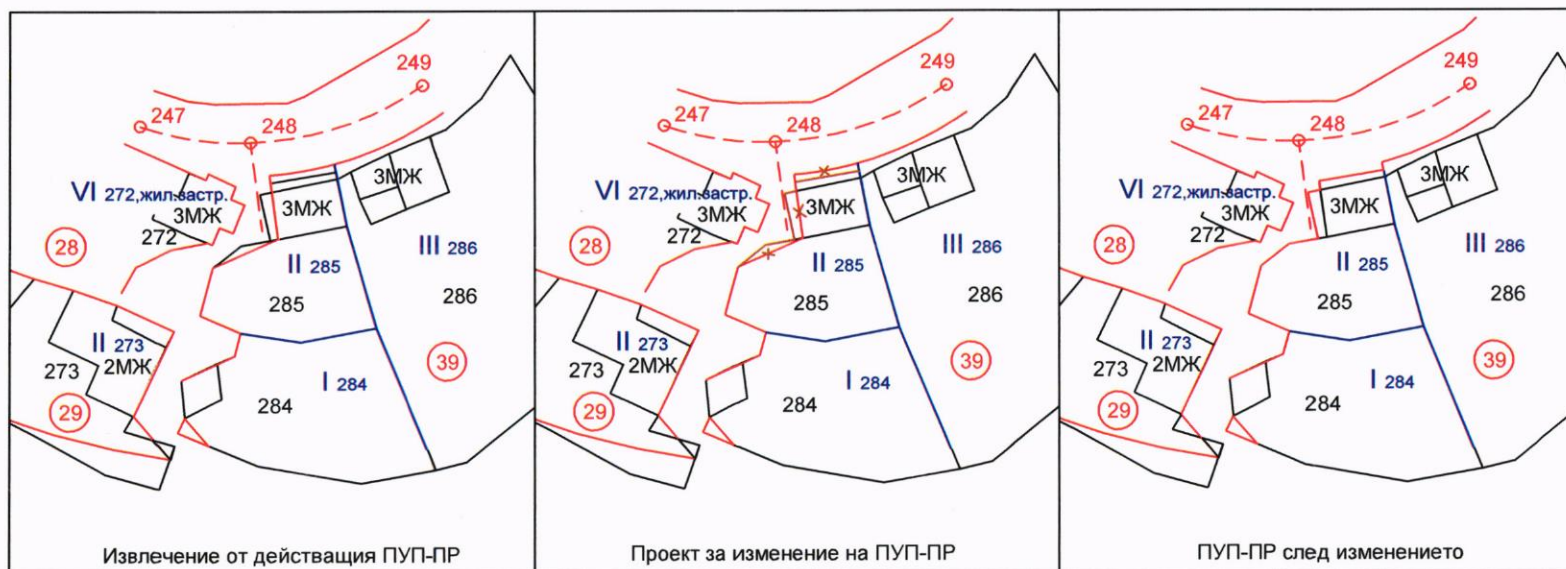 249
247
248
3МЖ
VI 272,жил.застр.
3МЖ
3МЖ
272
28
III 286
II 285
286
285
II 273
2МЖ
273
39
I 284
284
29
Извлечение от действащия ПУП-ПР
249
247
248
3МЖ
VI 272,жил.застр.
3МЖ
3МЖ
272
28
III 286
II 285
286
285
II 273
2МЖ
273
39
I 284
284
29
Проект за изменение на ПУП-ПР
249
247
248
3МЖ
VI 272,жил.застр.
3МЖ
3МЖ
272
28
III 286
II 285
286
285
II 273
2МЖ
273
39
I 284
284
29
ПУП-ПР след изменението